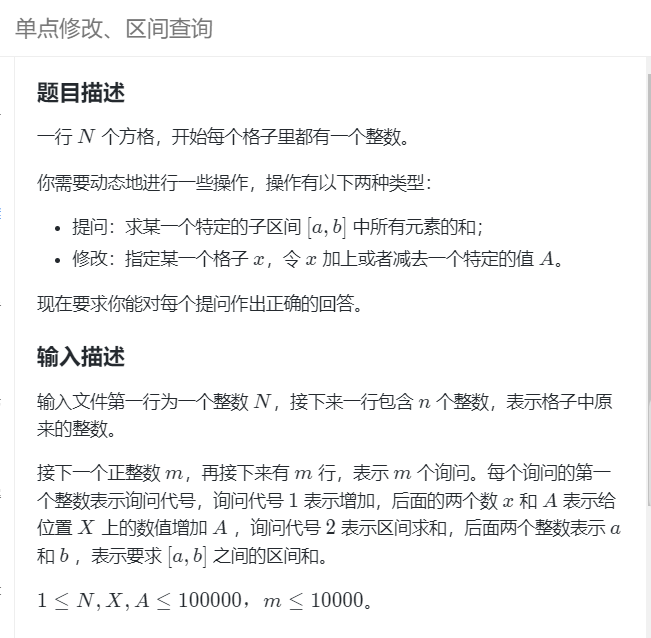 单点修改、区间查询
题目描述
一行 N 个方格，开始每个格子里都有一个整数。
你需要动态地进行一些操作，操作有以下两种类型：
• 提问：求某一个特定的子区间 [a, b] 中所有元素的和；
• 修改：指定某一个格子 x，令 x 加上或者减去一个特定的值 A。
现在要求你能对每个提问作出正确的回答。
输入描述
输入文件第一行为一个整数 N，接下来一行包含 n 个整数，表示格子中原
来的整数。
接下一个正整数 m，再接下来有 m 行，表示 m 个询问。每个询问的第一
个整数表示询问代号，询问代号 1 表示增加，后面的两个数 x 和 A 表示给
位置 X 上的数值增加 A ，询问代号 2 表示区间求和，后面两个整数表示 a
和 b ，表示要求 [a, b] 之间的区间和。
1 ≤ N, X, A ≤ 100000，m ≤ 10000。